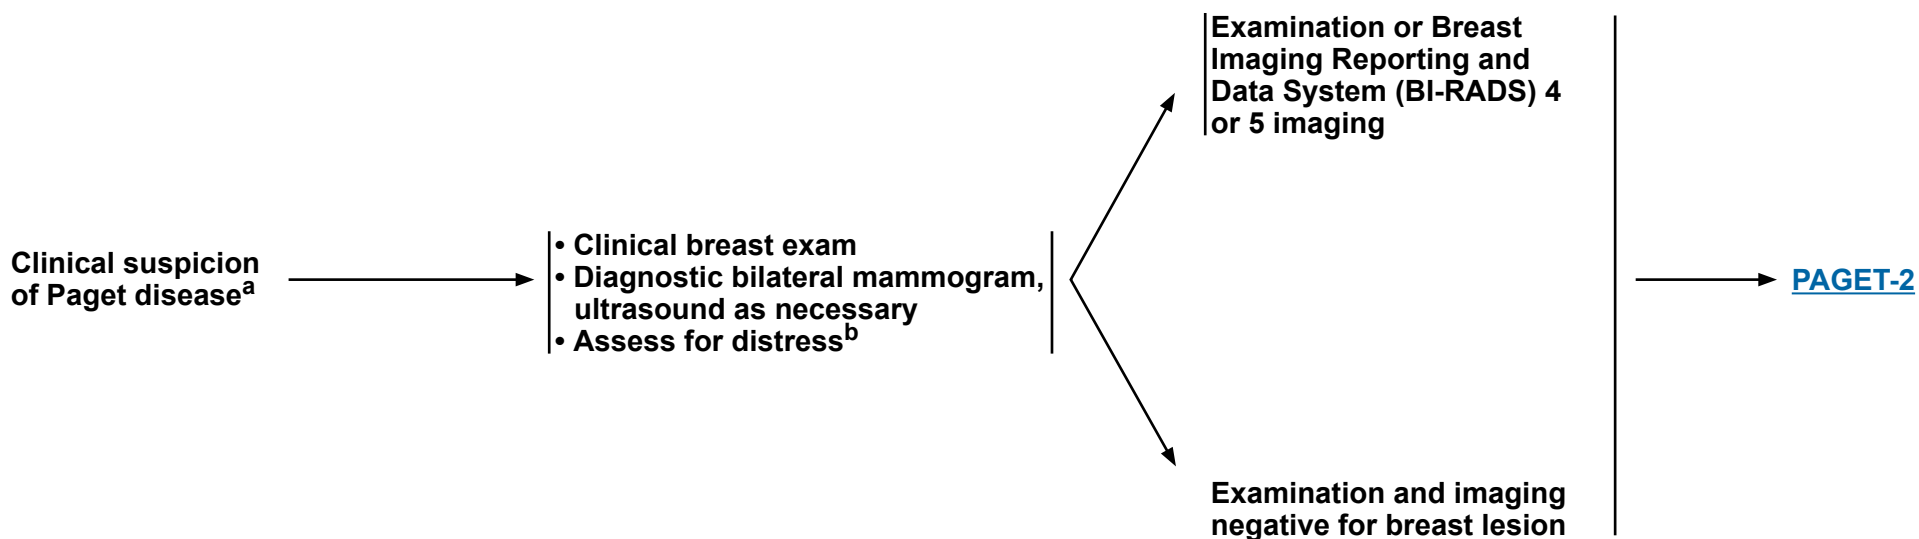 Clinical suspicion
of Paget disease^a
• Clinical breast exam
• Diagnostic bilateral mammogram,
ultrasound as necessary
• Assess for distress^b
Examination or Breast
Imaging Reporting and
Data System (BI-RADS) 4
or 5 imaging
Examination and imaging
negative for breast lesion
PAGET-2